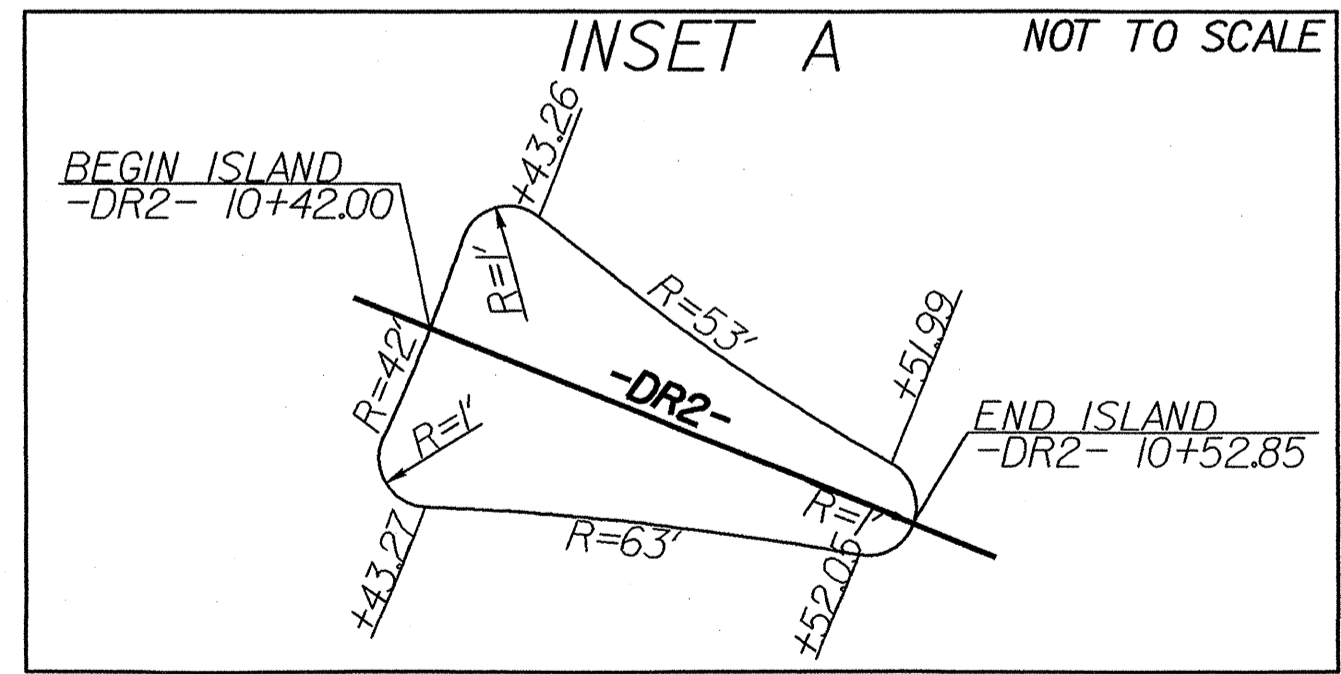 INSET A
NOT TO SCALE
+43.26
BEGIN ISLAND
-DR2- 10+42.00
R=1'
R=53'
+51.99
R=42'
-DR2-
R=1'
END ISLAND
-DR2- 10+52.85
R=1'
R=63'
+43.27
+52.05